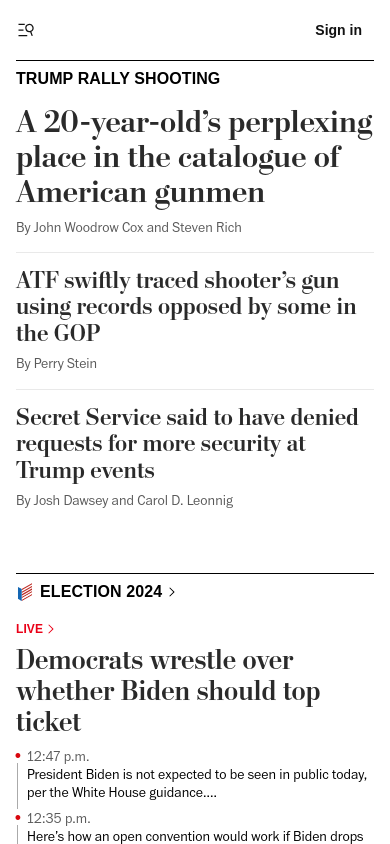 Sign in
TRUMP RALLY SHOOTING
A 20-year-old’s perplexing
place in the catalogue of
American gunmen
By John Woodrow Cox and Steven Rich
ATF swiftly traced shooter’s gun
using records opposed by some in
the GOP
By Perry Stein
Secret Service said to have denied
requests for more security at
Trump events
By Josh Dawsey and Carol D. Leonnig
ELECTION 2024
LIVE
Democrats wrestle over
whether Biden should top
ticket
12:47 p.m.
President Biden is not expected to be seen in public today,
per the White House guidance....
12:35 p.m.
Here’s how an open convention would work if Biden drops